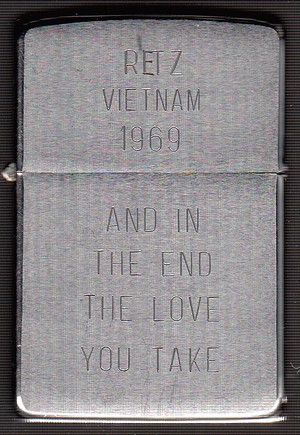 RETZ
VIETNAM
1969
AND IN
THE END
THE LOVE
YOU TAKE